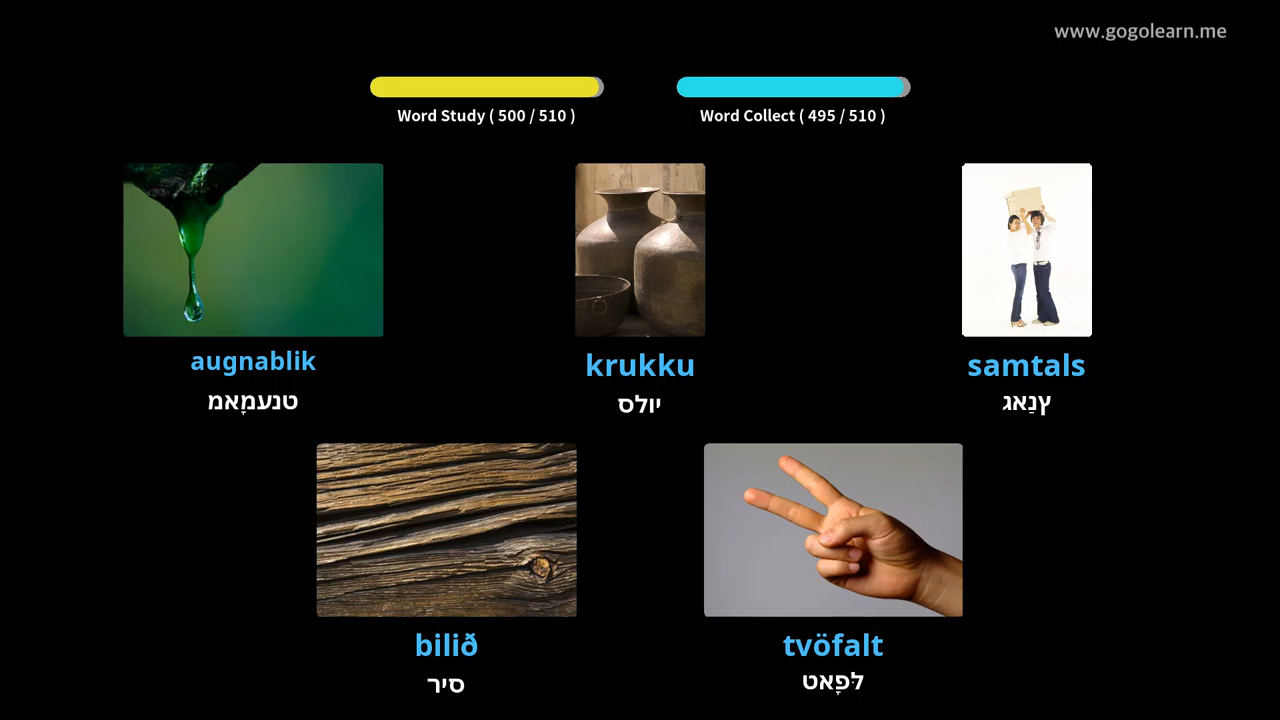 www.gogolearn.me
Word Study ( 500 / 510 )
Word Collect ( 495 / 510 )
augnablik
טנעמָאמ
krukku
יולס
samtals
ץנַאג
bilið
סיר
tvöfalt
לּפָאט